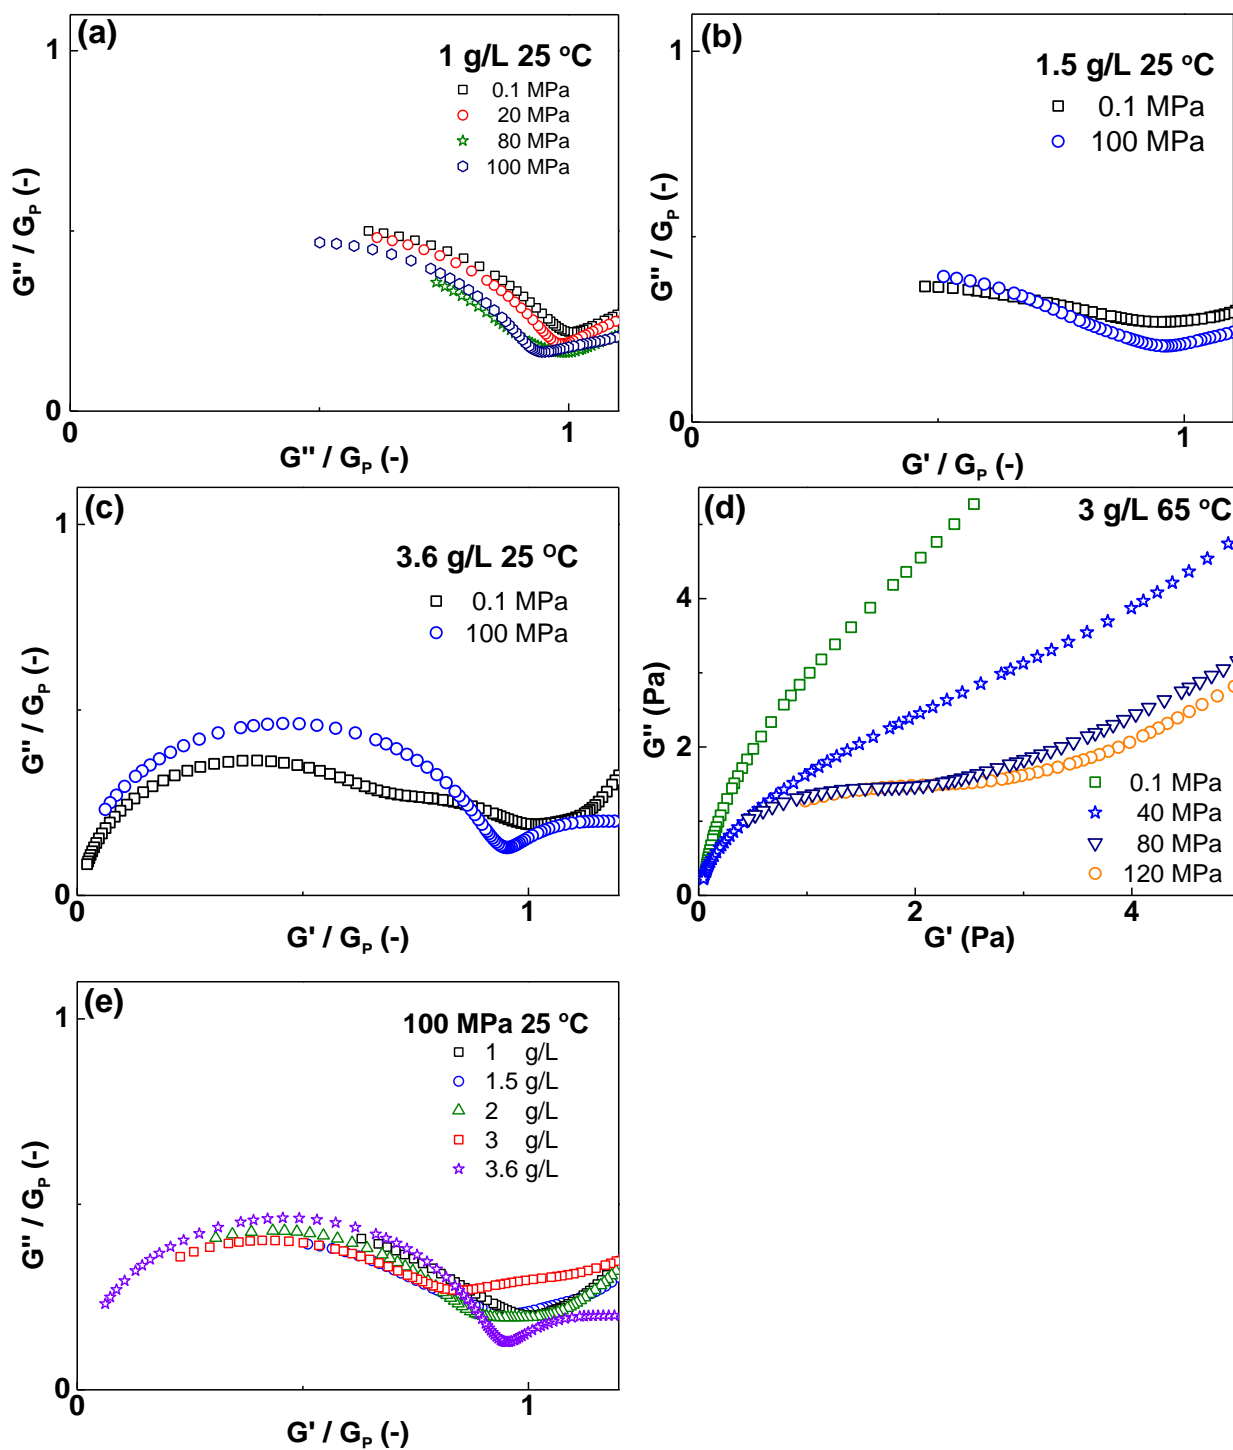 (a)
1 g/L 25 °C
0.1 MPa
20 MPa
80 MPa
100 MPa
1
0
0
1
G'' / G_P (-)
G'' / G_P (-)
(b)
1.5 g/L 25 °C
0.1 MPa
100 MPa
1
0
0
1
G'' / G_P (-)
G' / G_P (-)
(c)
3.6 g/L 25 °C
0.1 MPa
100 MPa
1
0
0
1
G'' / G_P (-)
G' / G_P (-)
(d)
3 g/L 65 °C
0.1 MPa
40 MPa
80 MPa
120 MPa
4
2
0
0
2
4
G'' (Pa)
G' (Pa)
(e)
100 MPa 25 °C
1 g/L
1.5 g/L
2 g/L
3 g/L
3.6 g/L
1
0
0
1
G'' / G_P (-)
G' / G_P (-)